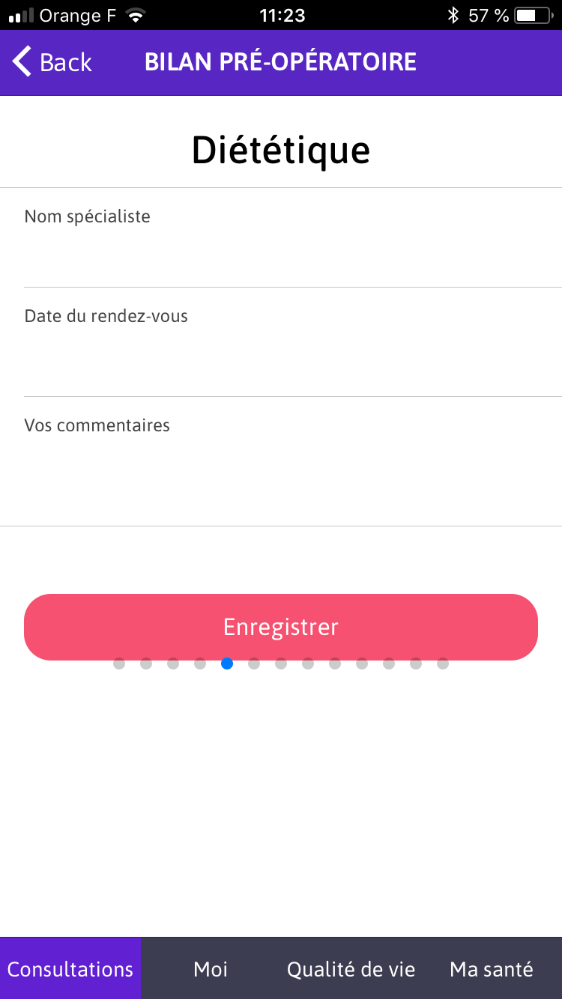 Orange F 11:23 57 %
Back BILAN PRÉ-OPÉRATOIRE
Diététique
Nom spécialiste
Date du rendez-vous
Vos commentaires
Enregistrer
Consultations Moi Qualité de vie Ma santé